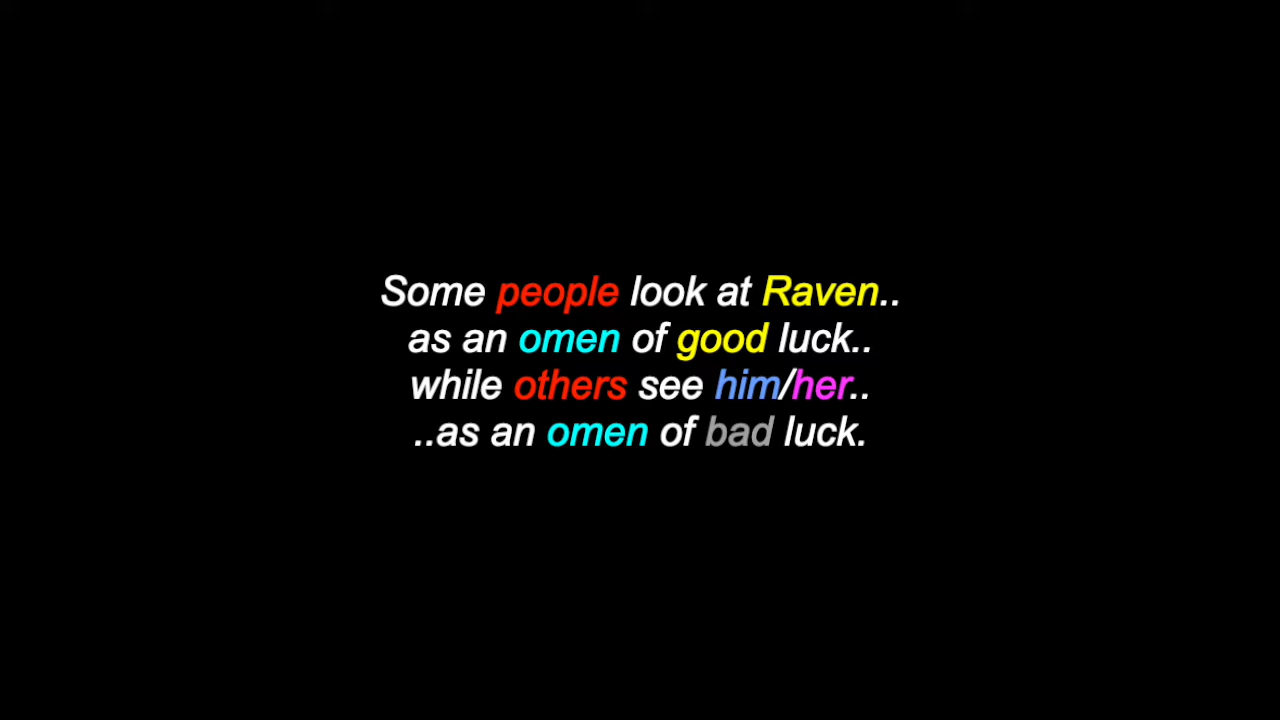 Some people look at Raven..
as an omen of good luck..
while others see him/her..
..as an omen of bad luck.